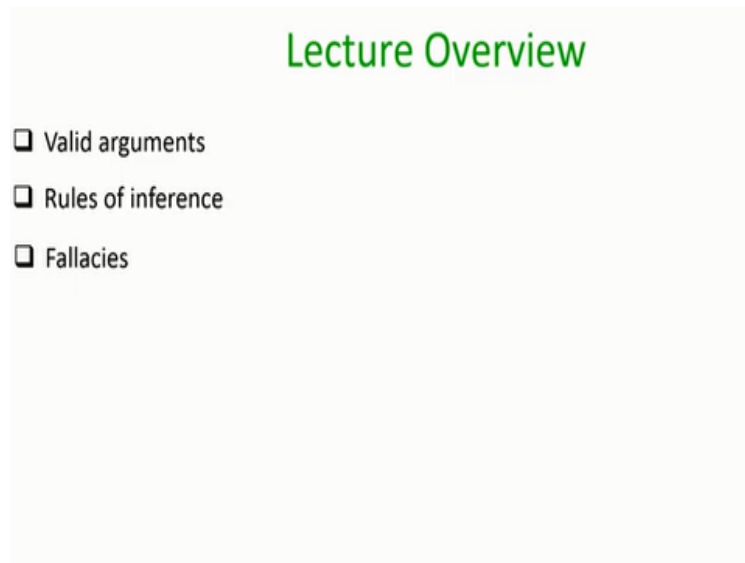 Lecture Overview
Valid arguments
Rules of inference
Fallacies